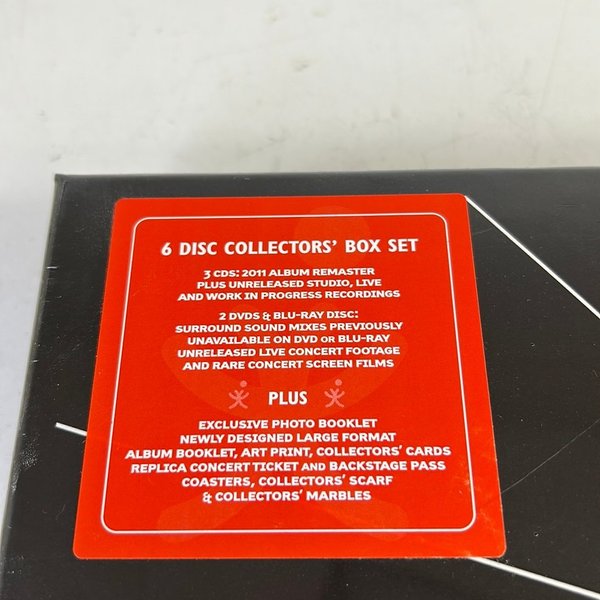 6 DISC COLLECTORS' BOX SET
3 CDS: 2011 ALBUM REMASTER
PLUS UNRELEASED STUDIO, LIVE
AND WORK IN PROGRESS RECORDINGS
2 DVDS & BLU-RAY DISC:
SURROUND SOUND MIXES PREVIOUSLY
UNAVAILABLE ON DVD OR BLU-RAY
UNRELEASED LIVE CONCERT FOOTAGE
AND RARE CONCERT SCREEN FILMS
PLUS
EXCLUSIVE PHOTO BOOKLET
NEWLY DESIGNED LARGE FORMAT
ALBUM BOOKLET, ART PRINT, COLLECTORS' CARDS
REPLICA CONCERT TICKET AND BACKSTAGE PASS
COASTERS, COLLECTORS' SCARF
& COLLECTORS' MARBLES